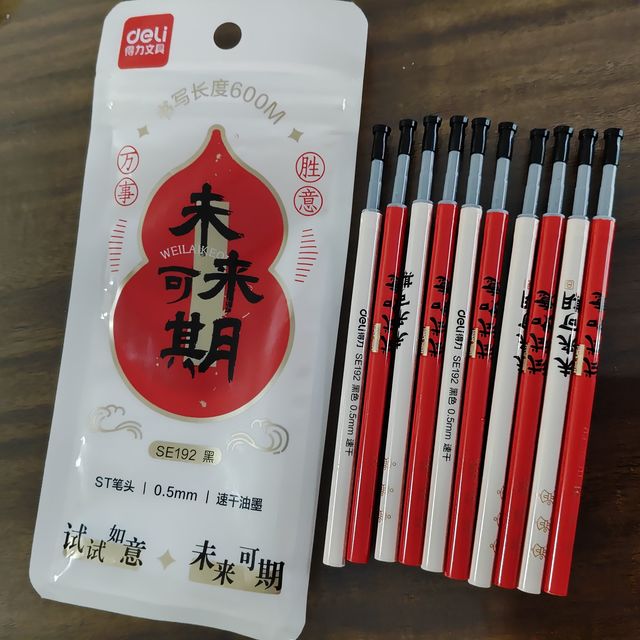 deli
得力文具
书写长度600M
万事
胜意
未来可期
SE192 黑
ST笔头 | 0.5mm | 速干油墨
试试如意 未来可期
deli得力 SE192 黑色 0.5mm 速干
deli得力 SE192 黑色 0.5mm 速干